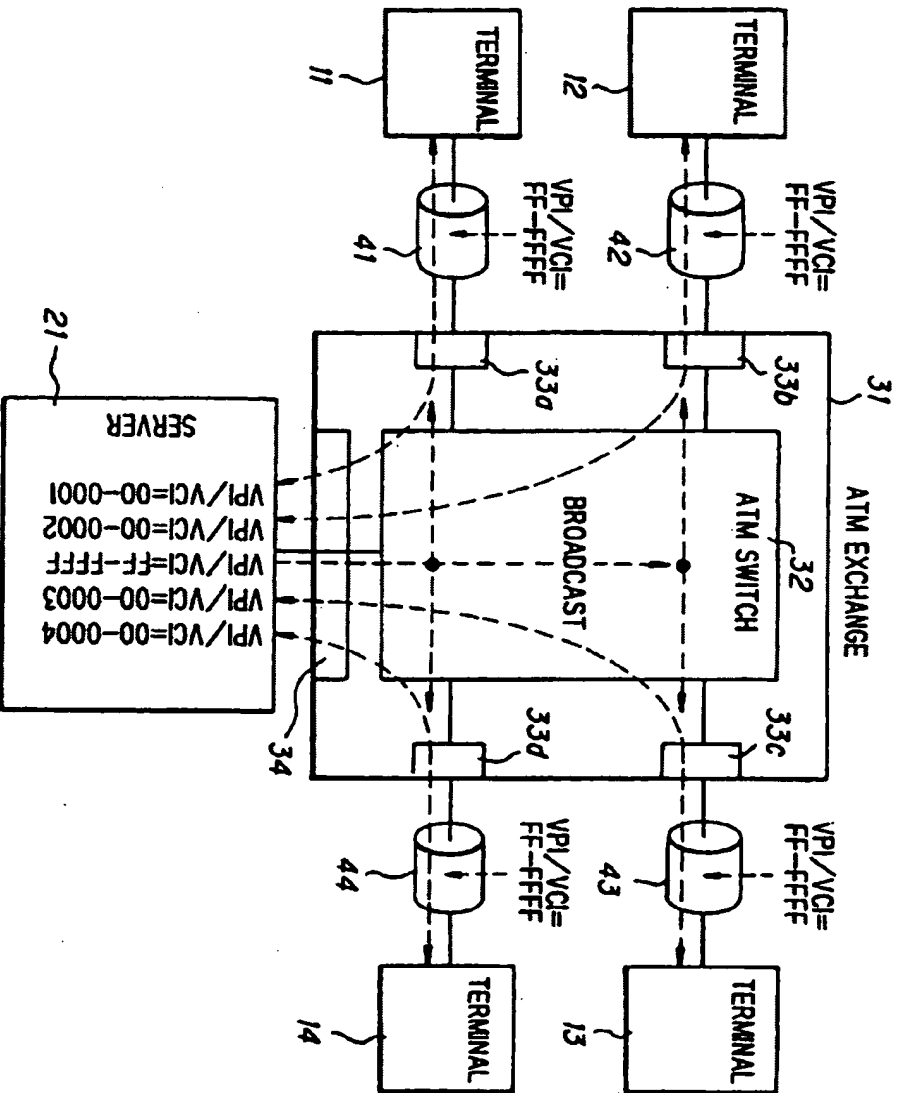 TERMINAL
11
TERMINAL
12
VPI/VCI=
FF-FFFF
41
VPI/VCI=
FF-FFFF
42
31
ATM EXCHANGE
33a
33b
ATM SWITCH
32
BROADCAST
34
33d
33c
21
SERVER
VPI/VCI=00-0001
VPI/VCI=00-0002
VPI/VCI=FF-FFFF
VPI/VCI=00-0003
VPI/VCI=00-0004
VPI/VCI=
FF-FFFF
44
VPI/VCI=
FF-FFFF
43
TERMINAL
14
TERMINAL
13